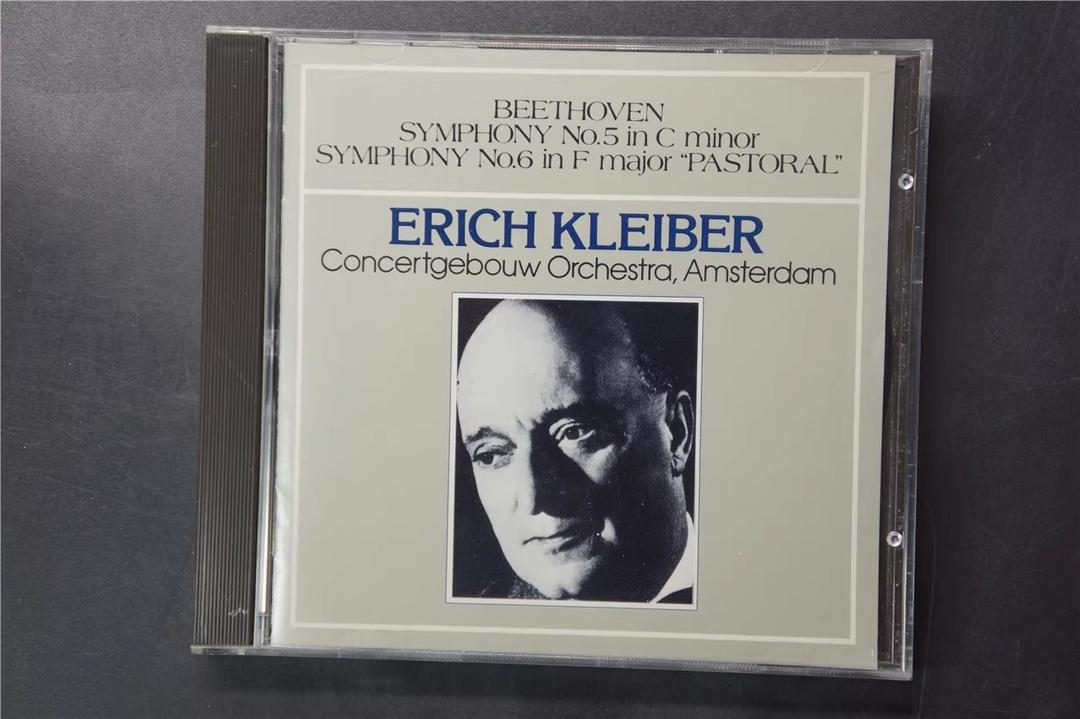 BEETHOVEN
SYMPHONY No.5 in C minor
SYMPHONY No.6 in F major “PASTORAL”
ERICH KLEIBER
Concertgebouw Orchestra, Amsterdam